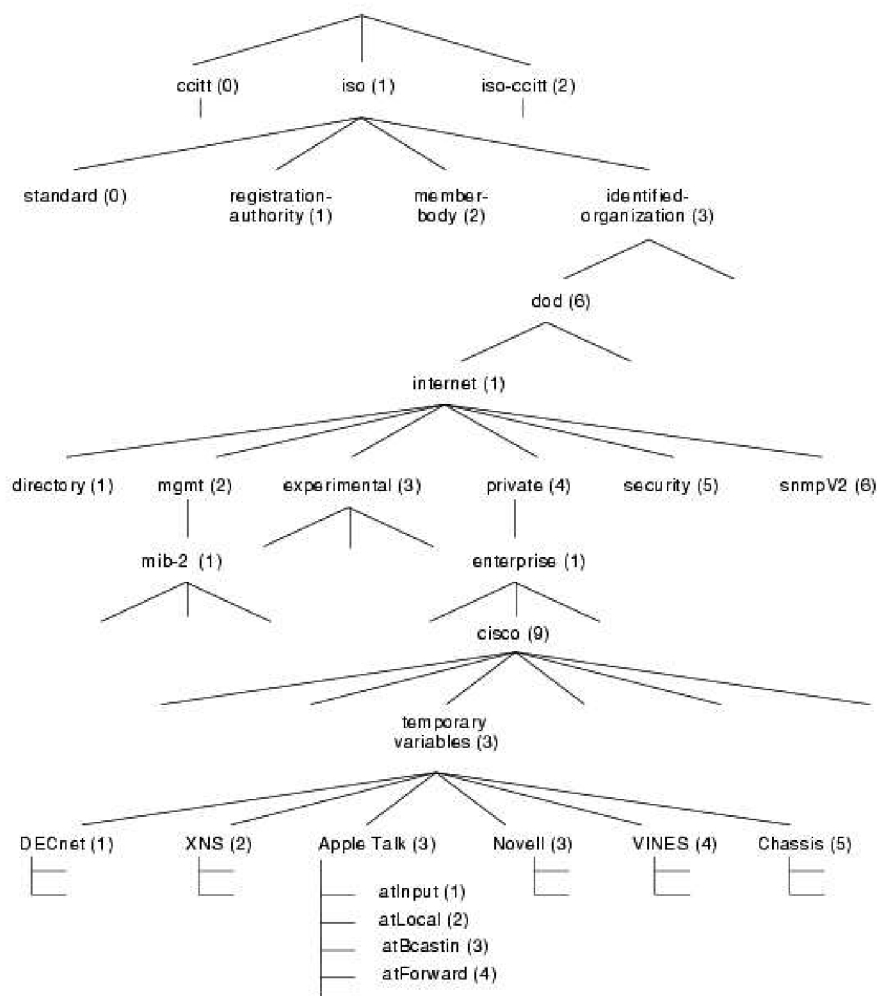 ccitt (0)
iso (1)
iso-ccitt (2)
standard (0)
registration-
authority (1)
member-
body (2)
identified-
organization (3)
dod (6)
internet (1)
directory (1)
mgmt (2)
experimental (3)
private (4)
security (5)
snmpV2 (6)
mib-2 (1)
enterprise (1)
cisco (9)
temporary
variables (3)
DECnet (1)
XNS (2)
Apple Talk (3)
Novell (3)
VINES (4)
Chassis (5)
atInput (1)
atLocal (2)
atBcastin (3)
atForward (4)